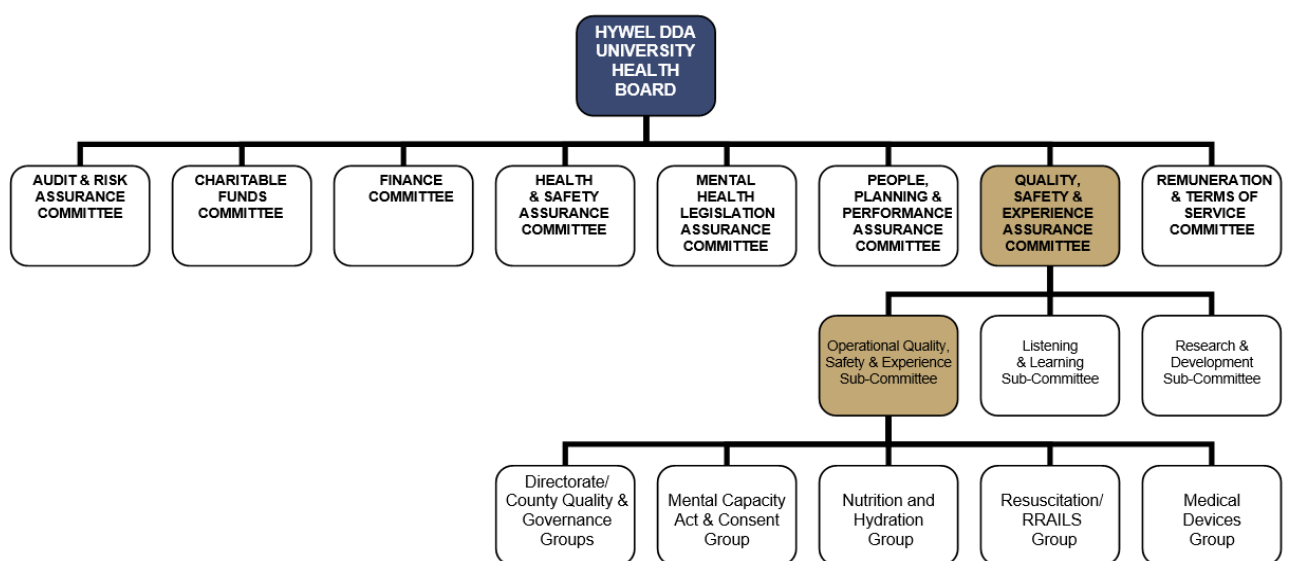 HYWEL DDA
UNIVERSITY
HEALTH
BOARD
AUDIT & RISK
ASSURANCE
COMMITTEE
CHARITABLE
FUNDS
COMMITTEE
FINANCE
COMMITTEE
HEALTH
& SAFETY
ASSURANCE
COMMITTEE
MENTAL
HEALTH
LEGISLATION
ASSURANCE
COMMITTEE
PEOPLE,
PLANNING &
PERFORMANCE
ASSURANCE
COMMITTEE
QUALITY,
SAFETY &
EXPERIENCE
ASSURANCE
COMMITTEE
REMUNERATION
& TERMS OF
SERVICE
COMMITTEE
Operational Quality,
Safety & Experience
Sub-Committee
Listening
& Learning
Sub-Committee
Research &
Development
Sub-Committee
Directorate/
County Quality &
Governance
Groups
Mental Capacity
Act & Consent
Group
Nutrition and
Hydration
Group
Resuscitation/
RRAILS
Group
Medical
Devices
Group